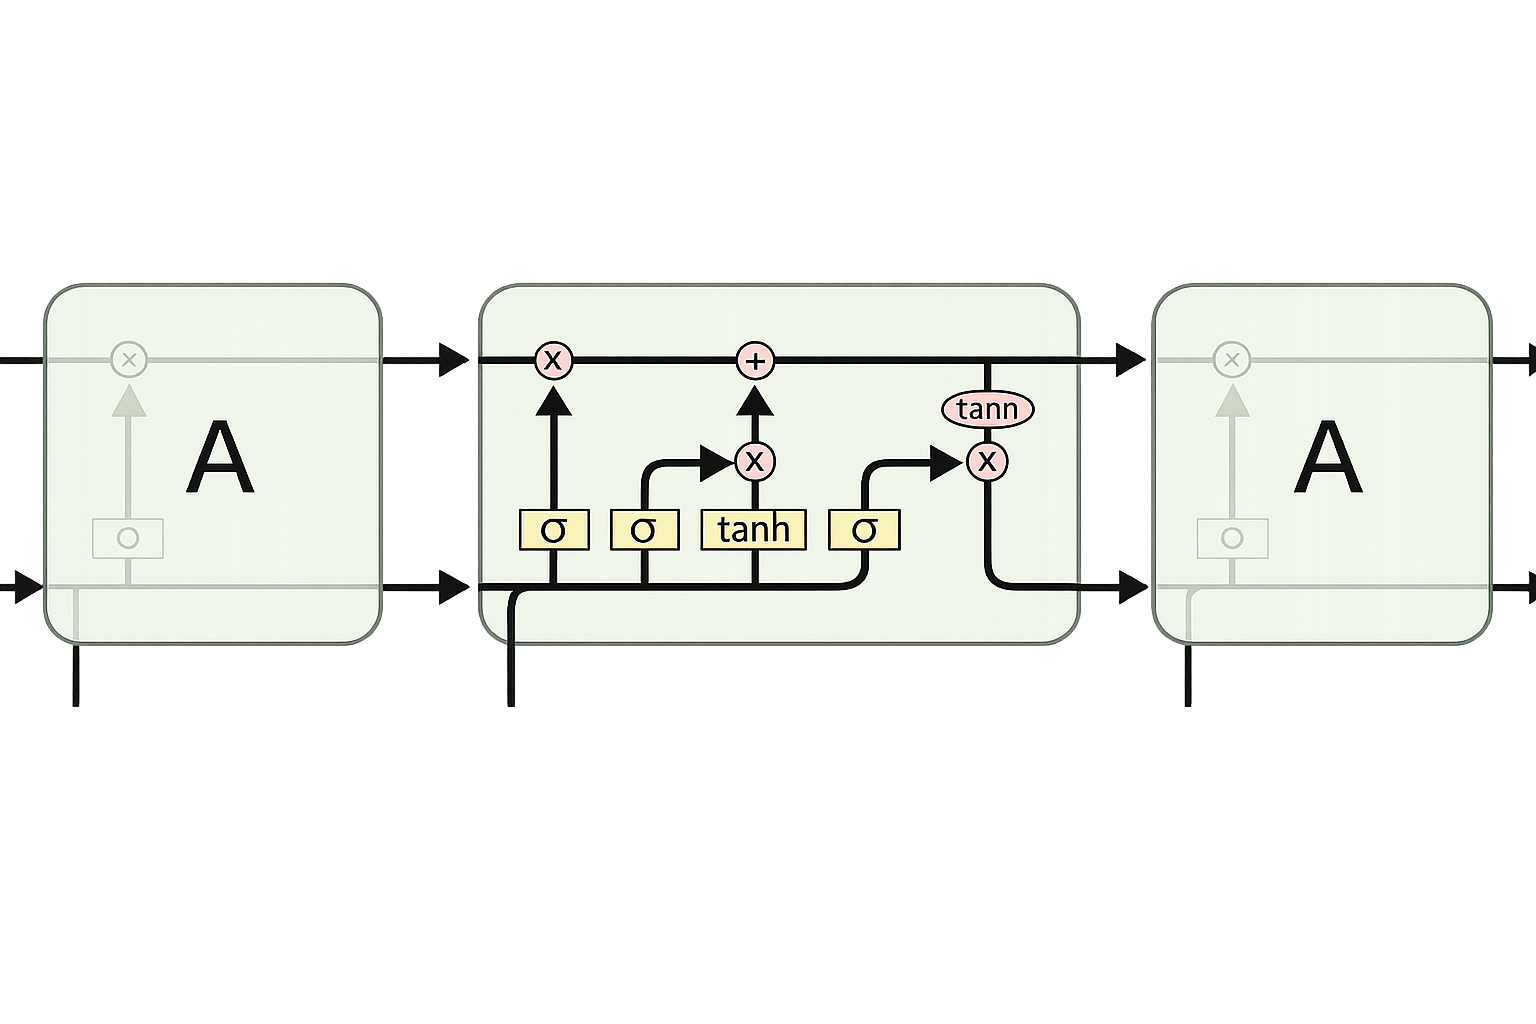 ×
A
○
x
+
tann
x
x
σ
σ
tanh
σ
×
A
○